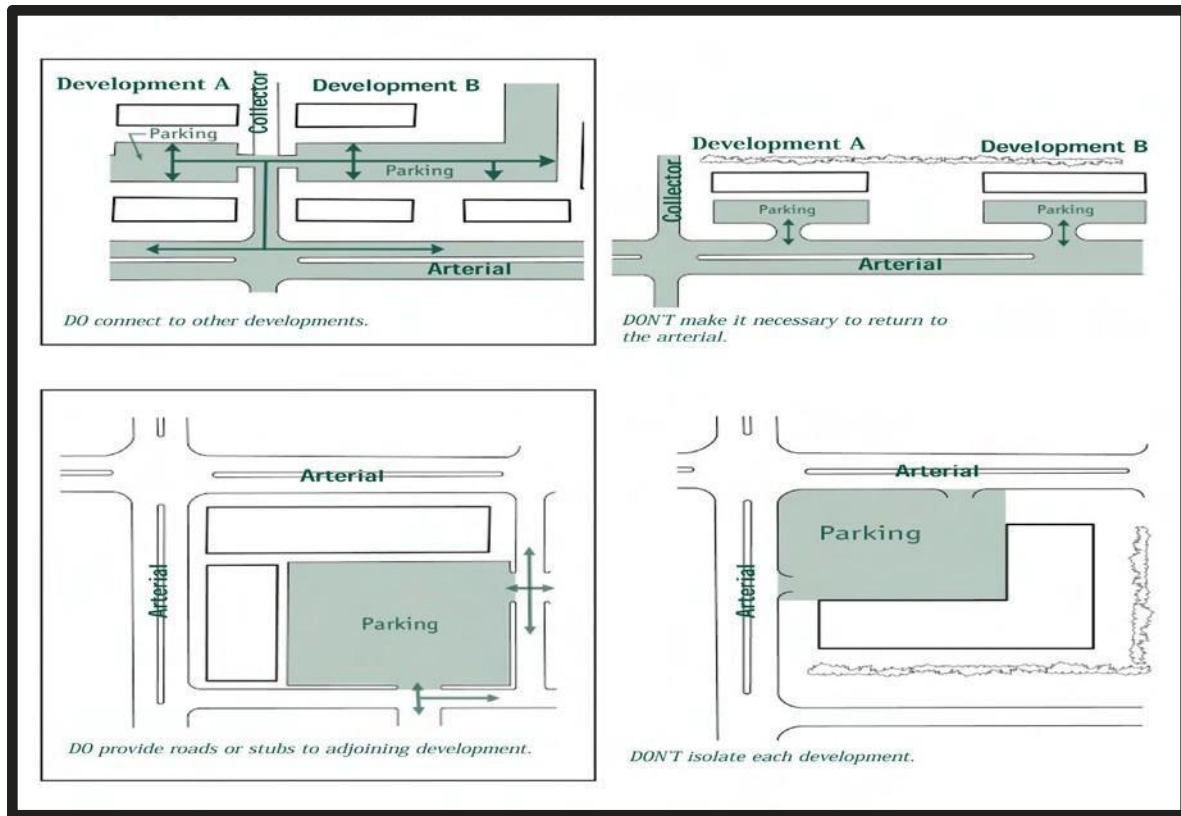 Development A
Collector
Development B
Parking
Parking
Arterial
DO connect to other developments.
Development A
Development B
Collector
Parking
Parking
Arterial
DON'T make it necessary to return to
the arterial.
Arterial
Arterial
Parking
DO provide roads or stubs to adjoining development.
Arterial
Parking
Arterial
DON'T isolate each development.